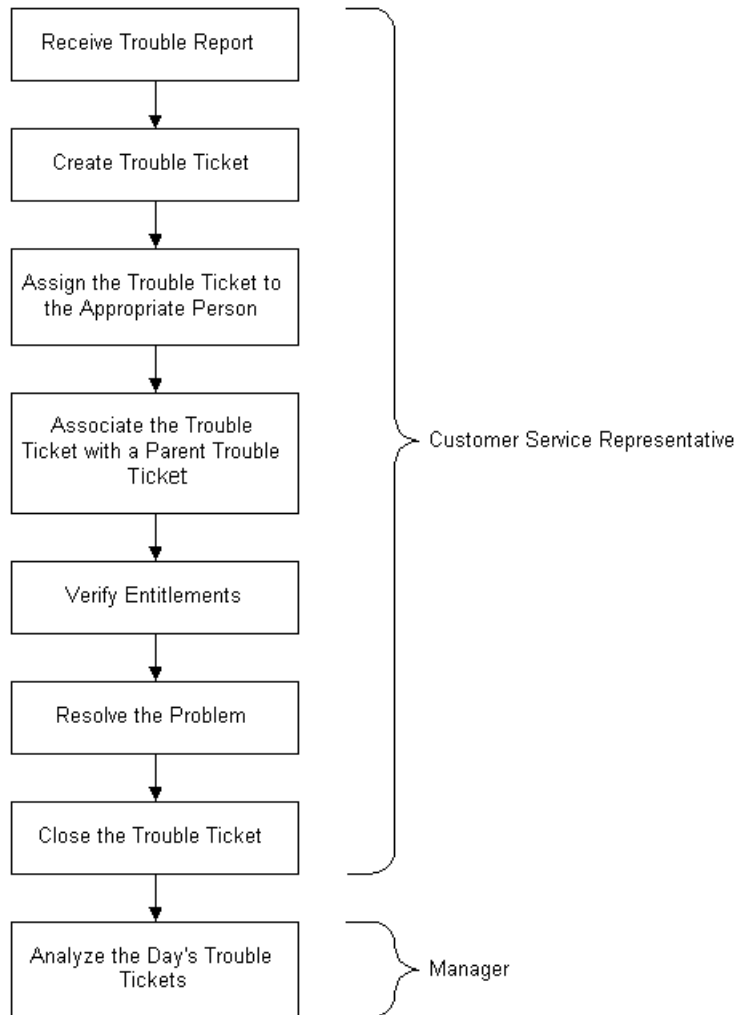 Receive Trouble Report
Create Trouble Ticket
Assign the Trouble Ticket to
the Appropriate Person
Associate the Trouble
Ticket with a Parent Trouble
Ticket
Customer Service Representative
Verify Entitlements
Resolve the Problem
Close the Trouble Ticket
Analyze the Day's Trouble
Tickets
Manager